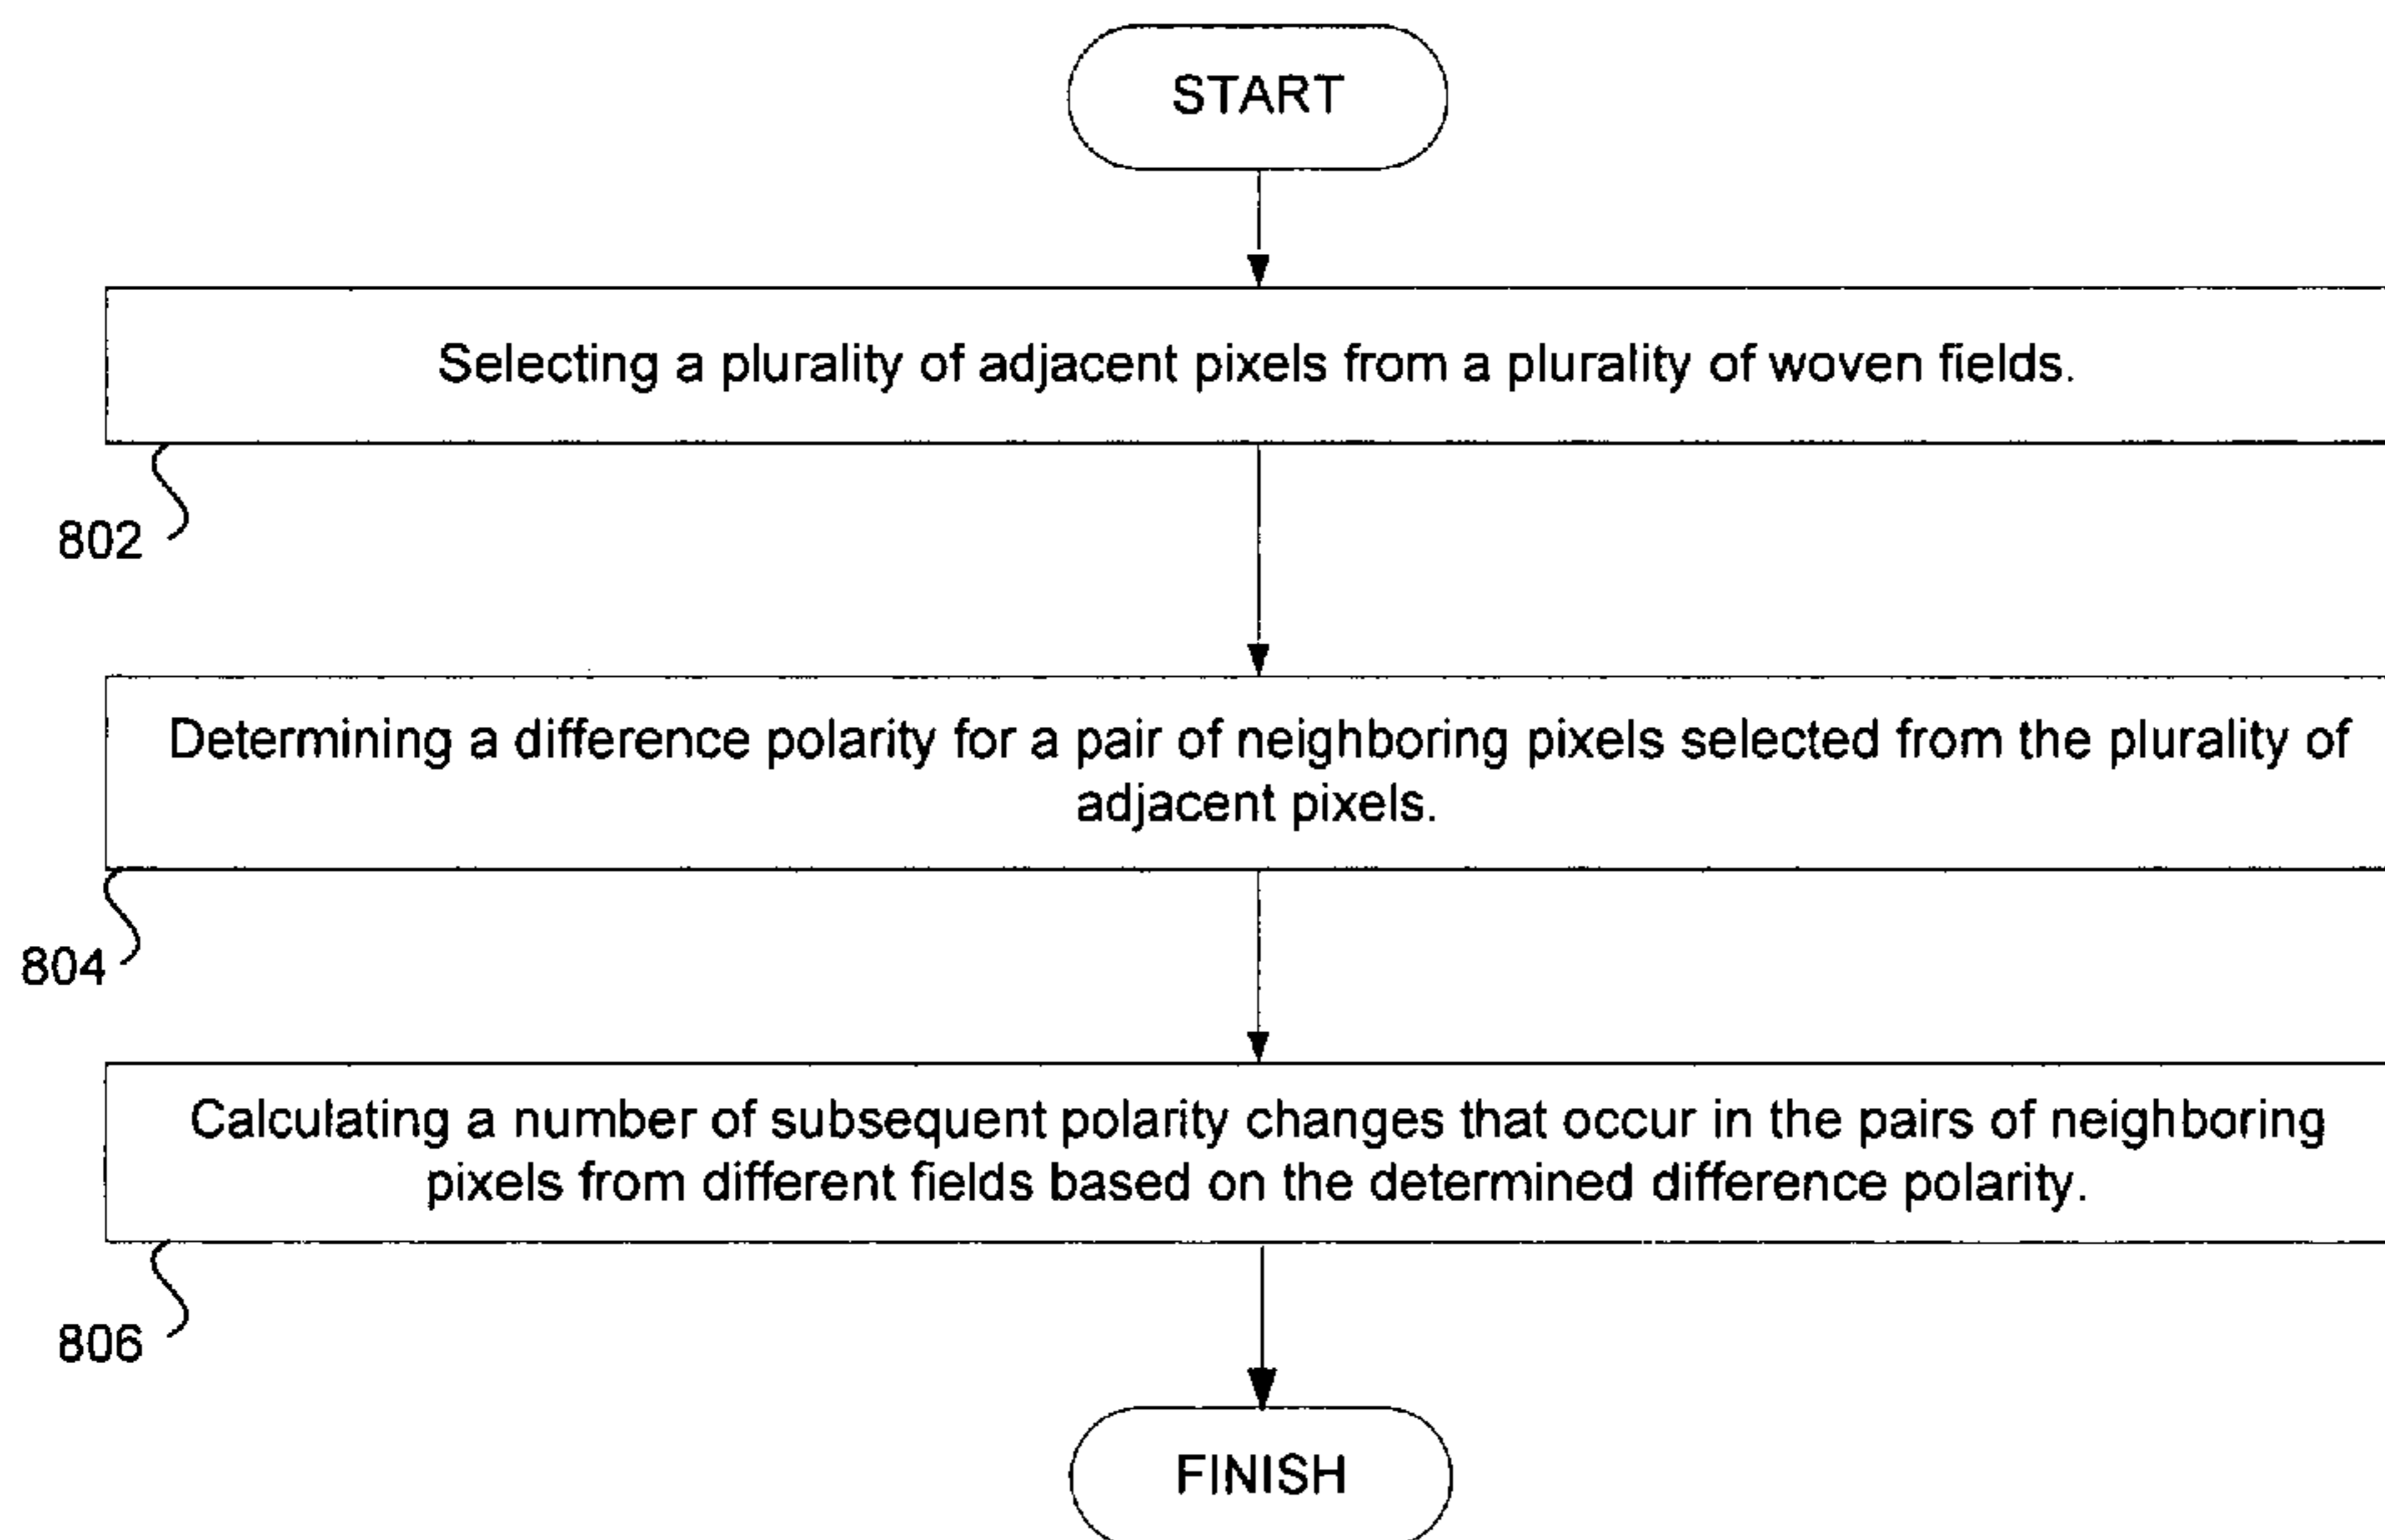 START
Selecting a plurality of adjacent pixels from a plurality of woven fields.
802
Determining a difference polarity for a pair of neighboring pixels selected from the plurality of
adjacent pixels.
804
Calculating a number of subsequent polarity changes that occur in the pairs of neighboring
pixels from different fields based on the determined difference polarity.
806
FINISH